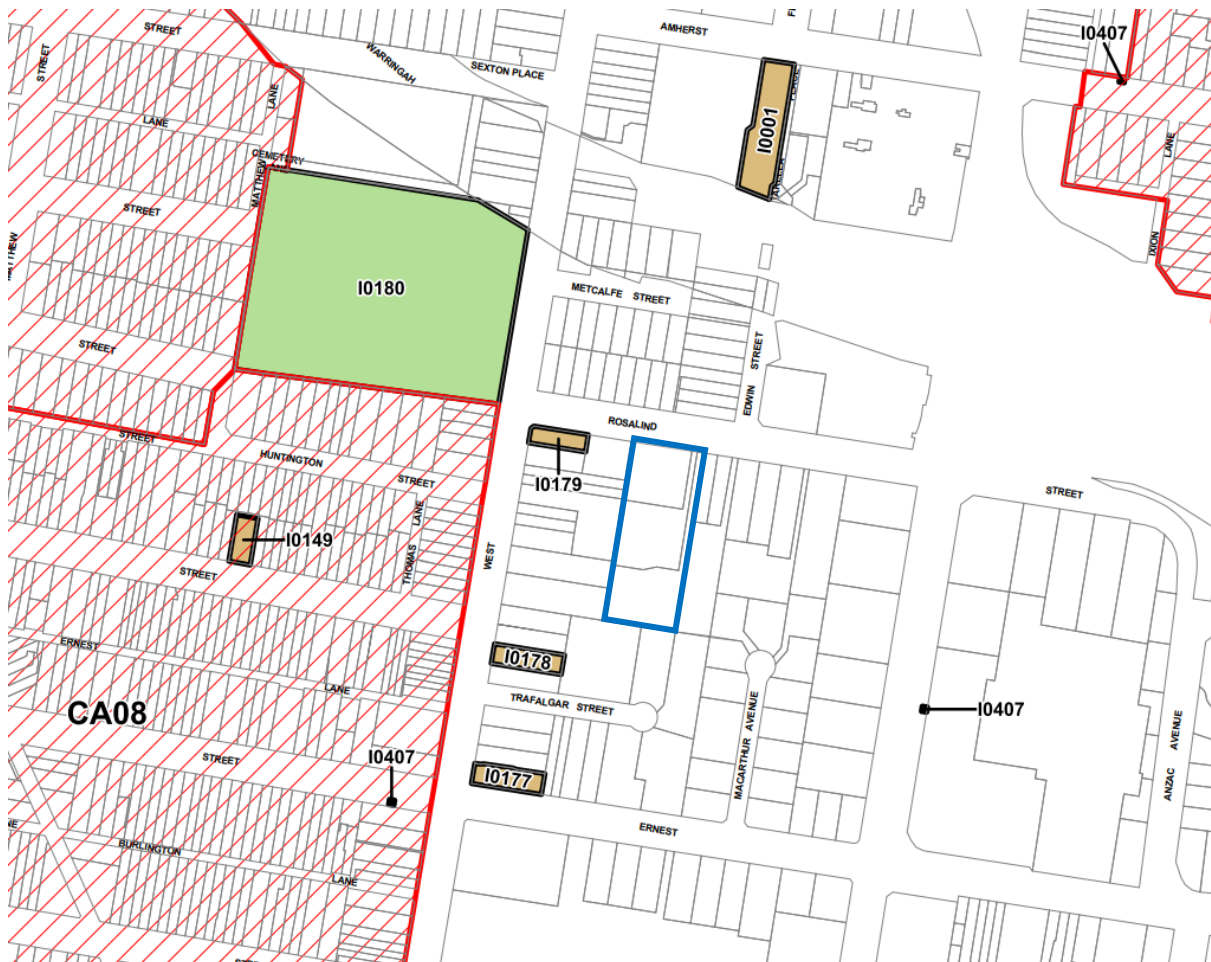 STREET
AMHERST
I0407
WARRINGAH
SEXTON PLACE
STREET
LANE
I0001
LANE
LANE
CEMETERY
MATTHEW
STREET
IXION
I0180
METCALFE STREET
STREET
EDWIN STREET
ROSALIND
STREET
HUNTINGTON
STREET
I0179
STREET
LANE
THOMAS
I0149
WEST
STREET
ERNEST
LANE
I0178
TRAFALGAR STREET
CA08
MACARTHUR AVENUE
I0407
ANZAC AVENUE
STREET
I0407
I0177
ERNEST
BURLINGTON
LANE